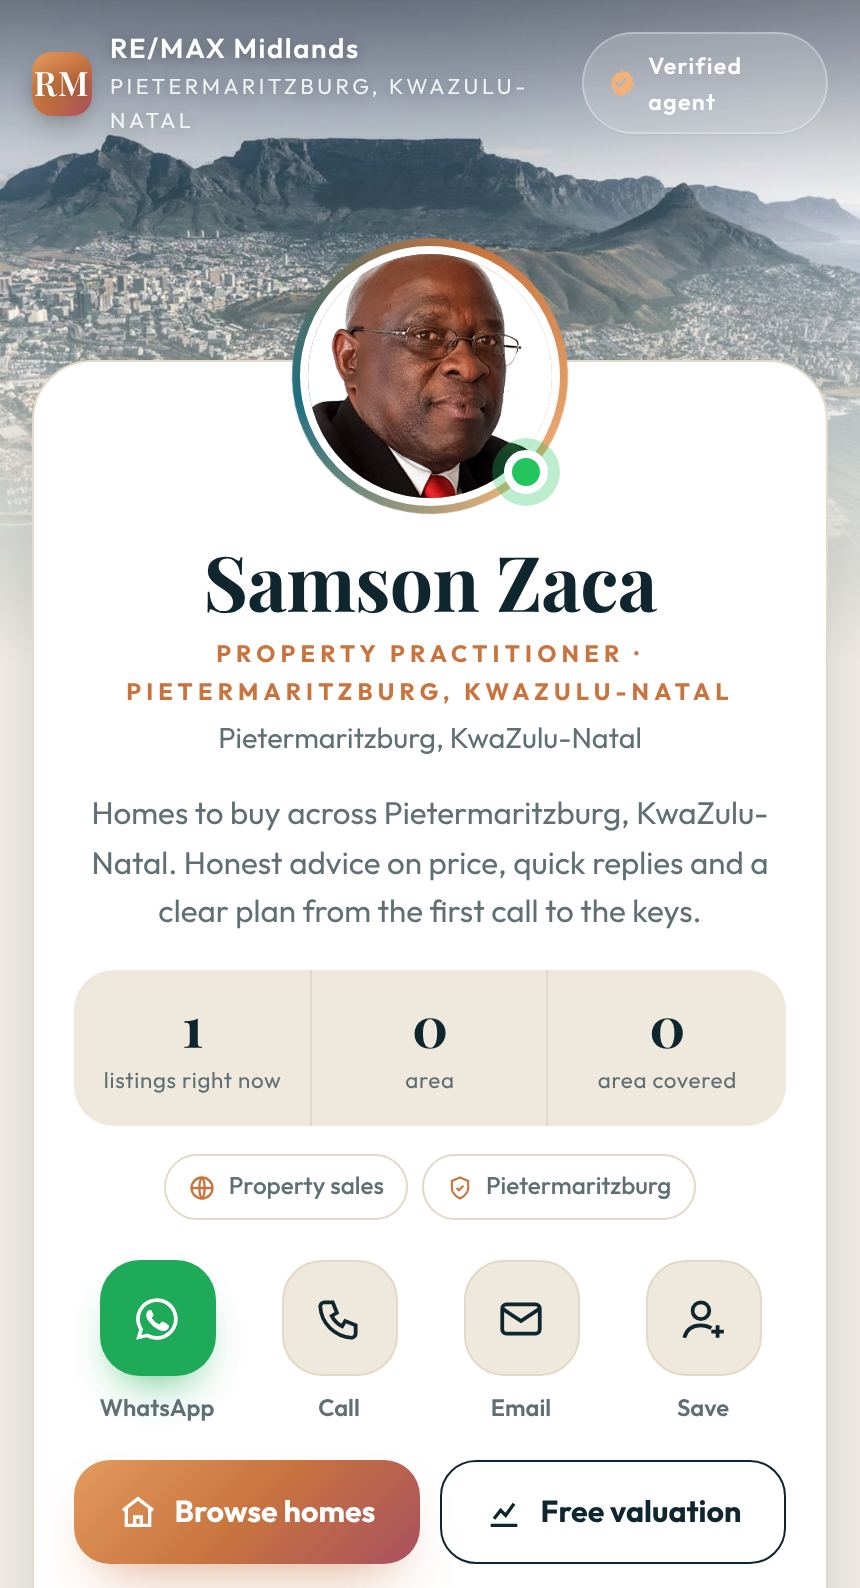 RM
RE/MAX Midlands
PIETERMARITZBURG, KWAZULU-
NATAL
Verified
agent
Samson Zaca
PROPERTY PRACTITIONER ·
PIETERMARITZBURG, KWAZULU-NATAL
Pietermaritzburg, KwaZulu-Natal
Homes to buy across Pietermaritzburg, KwaZulu-
Natal. Honest advice on price, quick replies and a
clear plan from the first call to the keys.
1 0 0
listings right now area area covered
Property sales Pietermaritzburg
WhatsApp Call Email Save
Browse homes Free valuation